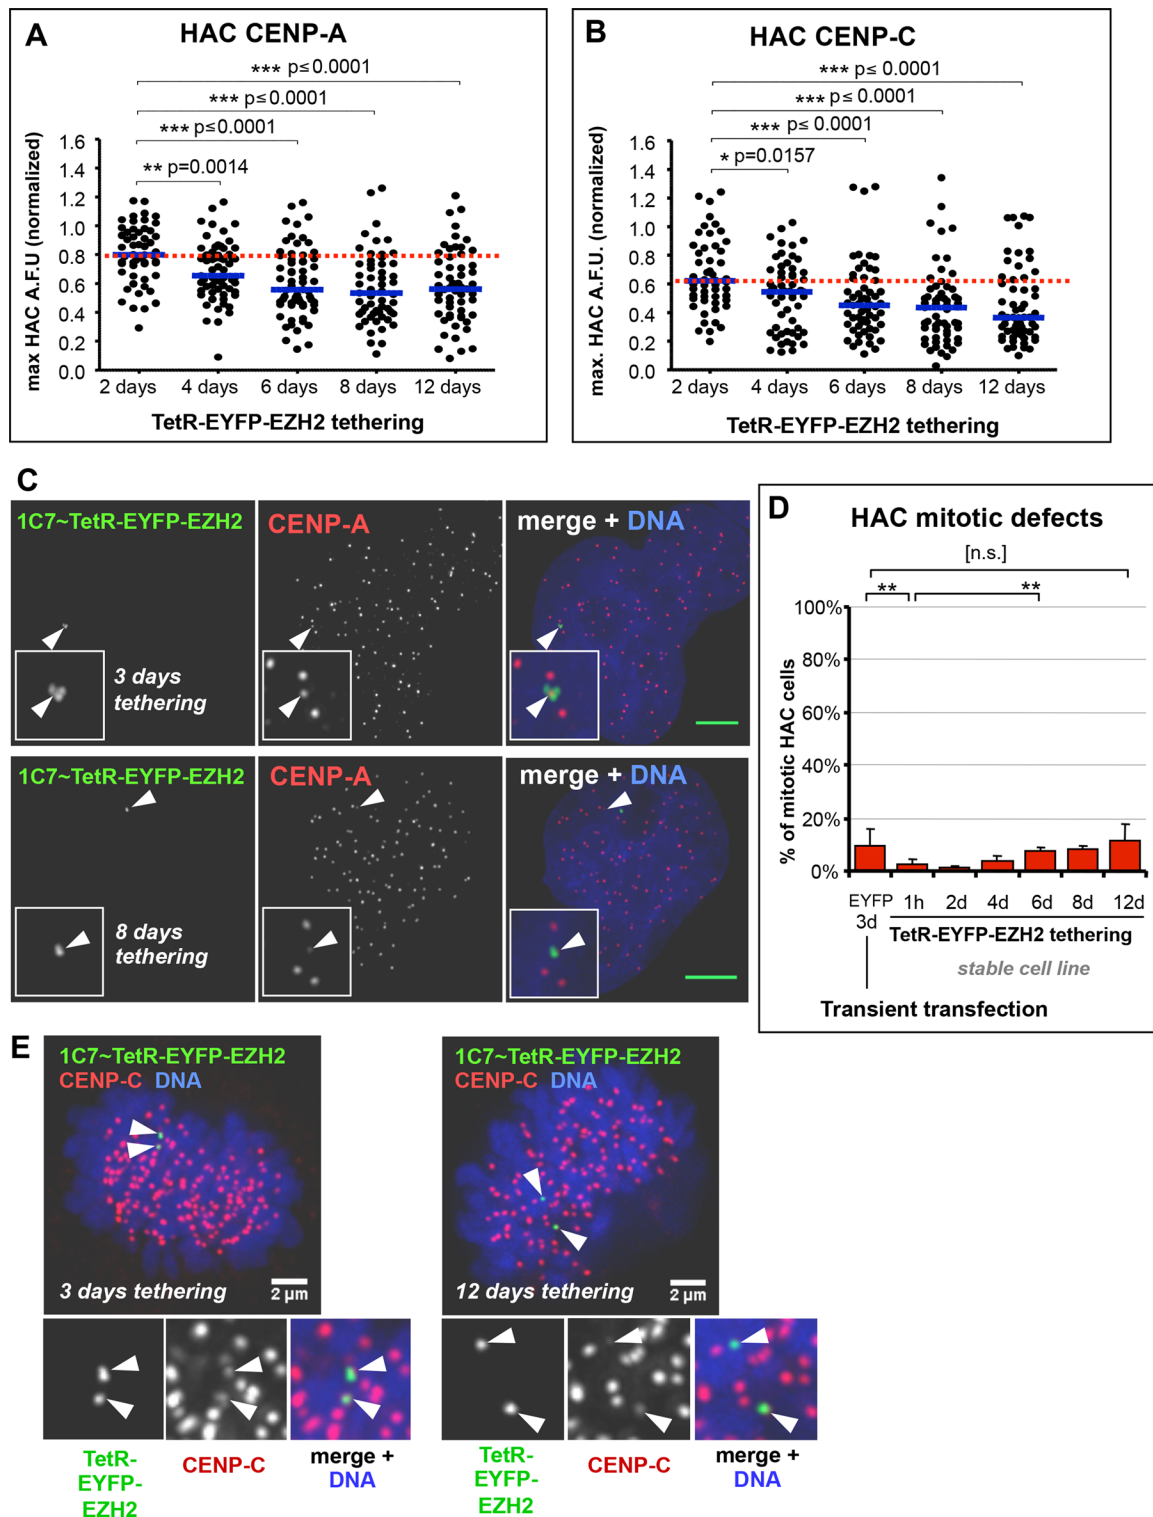 A
HAC CENP-A
*** p≤0.0001
*** p≤0.0001
*** p≤0.0001
** p=0.0014
max HAC A.F.U (normalized)
1.6
1.4
1.2
1.0
0.8
0.6
0.4
0.2
0.0
2 days 4 days 6 days 8 days 12 days
TetR-EYFP-EZH2 tethering
B
HAC CENP-C
*** p≤ 0.0001
*** p≤ 0.0001
*** p≤ 0.0001
* p=0.0157
max. HAC A.F.U. (normalized)
1.6
1.4
1.2
1.0
0.8
0.6
0.4
0.2
0.0
2 days 4 days 6 days 8 days 12 days
TetR-EYFP-EZH2 tethering
C
1C7~TetR-EYFP-EZH2
CENP-A
merge + DNA
3 days
tethering
1C7~TetR-EYFP-EZH2
CENP-A
merge + DNA
8 days
tethering
D
HAC mitotic defects
[n.s.]
** **
% of mitotic HAC cells
100%
80%
60%
40%
20%
0%
EYFP
3d
1h 2d 4d 6d 8d 12d
TetR-EYFP-EZH2 tethering
stable cell line
Transient transfection
E
1C7~TetR-EYFP-EZH2
CENP-C DNA
3 days tethering
2 µm
TetR-
EYFP-
EZH2
CENP-C
merge +
DNA
1C7~TetR-EYFP-EZH2
CENP-C DNA
12 days tethering
2 µm
TetR-
EYFP-
EZH2
CENP-C
merge +
DNA